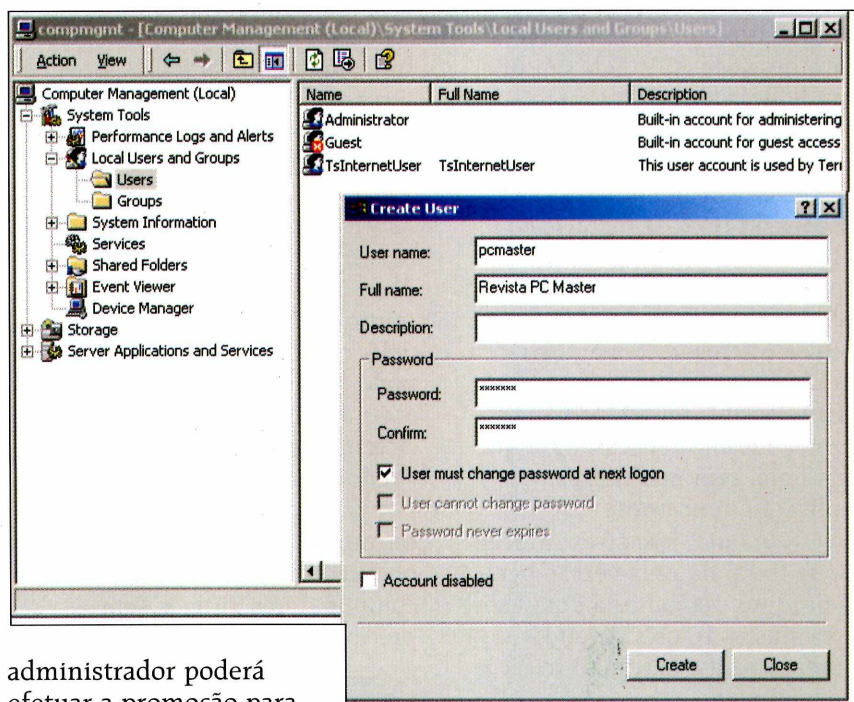 compmgmt - [Computer Management (Local)\System Tools\Local Users and Groups\Users]
Action View
Computer Management (Local)
System Tools
Performance Logs and Alerts
Local Users and Groups
Users
Groups
System Information
Services
Shared Folders
Event Viewer
Device Manager
Storage
Server Applications and Services
Name Full Name Description
Administrator Built-in account for administering
Guest Built-in account for guest access
TsInternetUser TsInternetUser This user account is used by
Create User
User name: pcmaster
Full name: Revista PC Master
Description:
Password
Password: *******
Confirm: *******
User must change password at next logon
User cannot change password
Password never expires
Account disabled
Create Close
administrador poderá
efetuar a promoção para